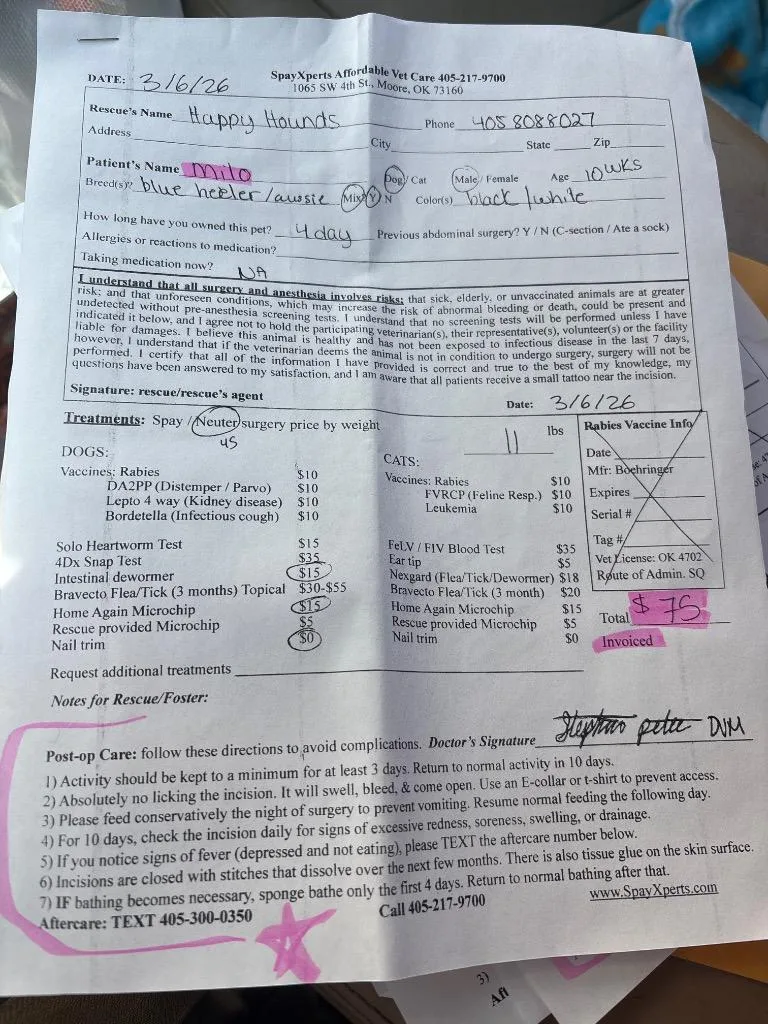 DATE: 3/6/26
SpayXperts Affordable Vet Care 405-217-9700
1065 SW 4th St., Moore, OK 73160
Rescue's Name Happy Hounds Phone 405 8088027
Address City State Zip
Patient's Name Milo Dog/ Cat Male/ Female Age 10 wks
Breed(s)? blue heeler/aussie Mix? Y / N Color(s) black/white
How long have you owned this pet? 4 day Previous abdominal surgery? Y / N (C-section / Ate a sock)
Allergies or reactions to medication?
Taking medication now? NA
I understand that all surgery and anesthesia involves risks: that sick, elderly, or unvaccinated animals are at greater
risk; and that unforeseen conditions, which may increase the risk of abnormal bleeding or death, could be present and
undetected without pre-anesthesia screening tests. I understand that no screening tests will be performed unless I have
indicated it below, and I agree not to hold the participating veterinarian(s), their representative(s), volunteer(s) or the facility
liable for damages. I believe this animal is healthy and has not been exposed to infectious disease in the last 7 days,
however, I understand that if the veterinarian deems the animal is not in condition to undergo surgery, surgery will not be
performed. I certify that all of the information I have provided is correct and true to the best of my knowledge, my
questions have been answered to my satisfaction, and I am aware that all patients receive a small tattoo near the incision.
Signature: rescue/rescue's agent Date: 3/6/26
Treatments: Spay / Neuter surgery price by weight 11 lbs
45
DOGS:
Vaccines: Rabies $10
DA2PP (Distemper / Parvo) $10
Lepto 4 way (Kidney disease) $10
Bordetella (Infectious cough) $10
Solo Heartworm Test $15
4Dx Snap Test $35
Intestinal dewormer $15
Bravecto Flea/Tick (3 months) Topical $30-$55
Home Again Microchip $15
Rescue provided Microchip $5
Nail trim $0
CATS:
Vaccines: Rabies $10
FVRCP (Feline Resp.) $10
Leukemia $10
FeLV / FIV Blood Test $35
Ear tip $5
Nexgard (Flea/Tick/Dewormer) $18
Bravecto Flea/Tick (3 month) $20
Home Again Microchip $15
Rescue provided Microchip $5
Nail trim $0
Rabies Vaccine Info
Date
Mfr: Boehringer
Expires
Serial #
Tag #
Vet License: OK 4702
Route of Admin. SQ
Total $ 75
Invoiced
Request additional treatments
Notes for Rescue/Foster:
Post-op Care: follow these directions to avoid complications. Doctor's Signature DVM
1) Activity should be kept to a minimum for at least 3 days. Return to normal activity in 10 days.
2) Absolutely no licking the incision. It will swell, bleed, & come open. Use an E-collar or t-shirt to prevent access.
3) Please feed conservatively the night of surgery to prevent vomiting. Resume normal feeding the following day.
4) For 10 days, check the incision daily for signs of excessive redness, soreness, swelling, or drainage.
5) If you notice signs of fever (depressed and not eating), please TEXT the aftercare number below.
6) Incisions are closed with stitches that dissolve over the next few months. There is also tissue glue on the skin surface.
7) IF bathing becomes necessary, sponge bathe only the first 4 days. Return to normal bathing after that.
Aftercare: TEXT 405-300-0350 Call 405-217-9700 www.SpayXperts.com
3)
Aft